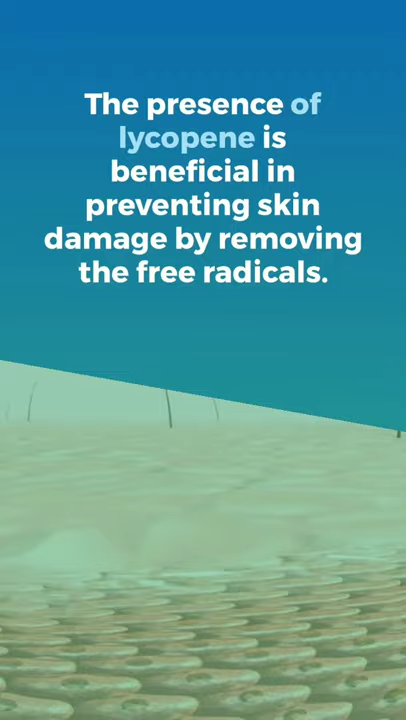 The presence of
lycopene is
beneficial in
preventing skin
damage by removing
the free radicals.